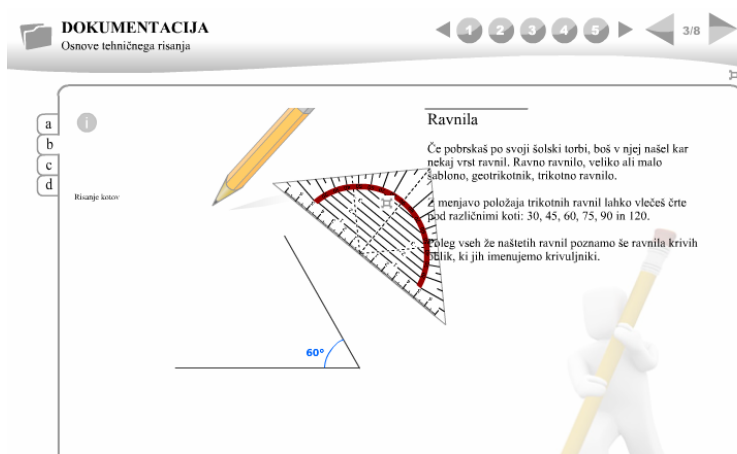 DOKUMENTACIJA
Osnove tehničnega risanja
1 2 3 4 5
3/8
a
b
c
d
i
Risanje kotov
Ravnila
Če pobrskaš po svoji šolski torbi, boš v njej našel kar
nekaj vrst ravnil. Ravno ravnilo, veliko ali malo
šablono, geotrikotnik, trikotno ravnilo.
menjavo položaja trikotnih ravnil lahko vlečeš črte
pod različnimi koti: 30, 45, 60, 75, 90 in 120.
Poleg vseh že naštetih ravnil poznamo še ravnila krivih
oblik, ki jih imenujemo krivuljniki.
60°